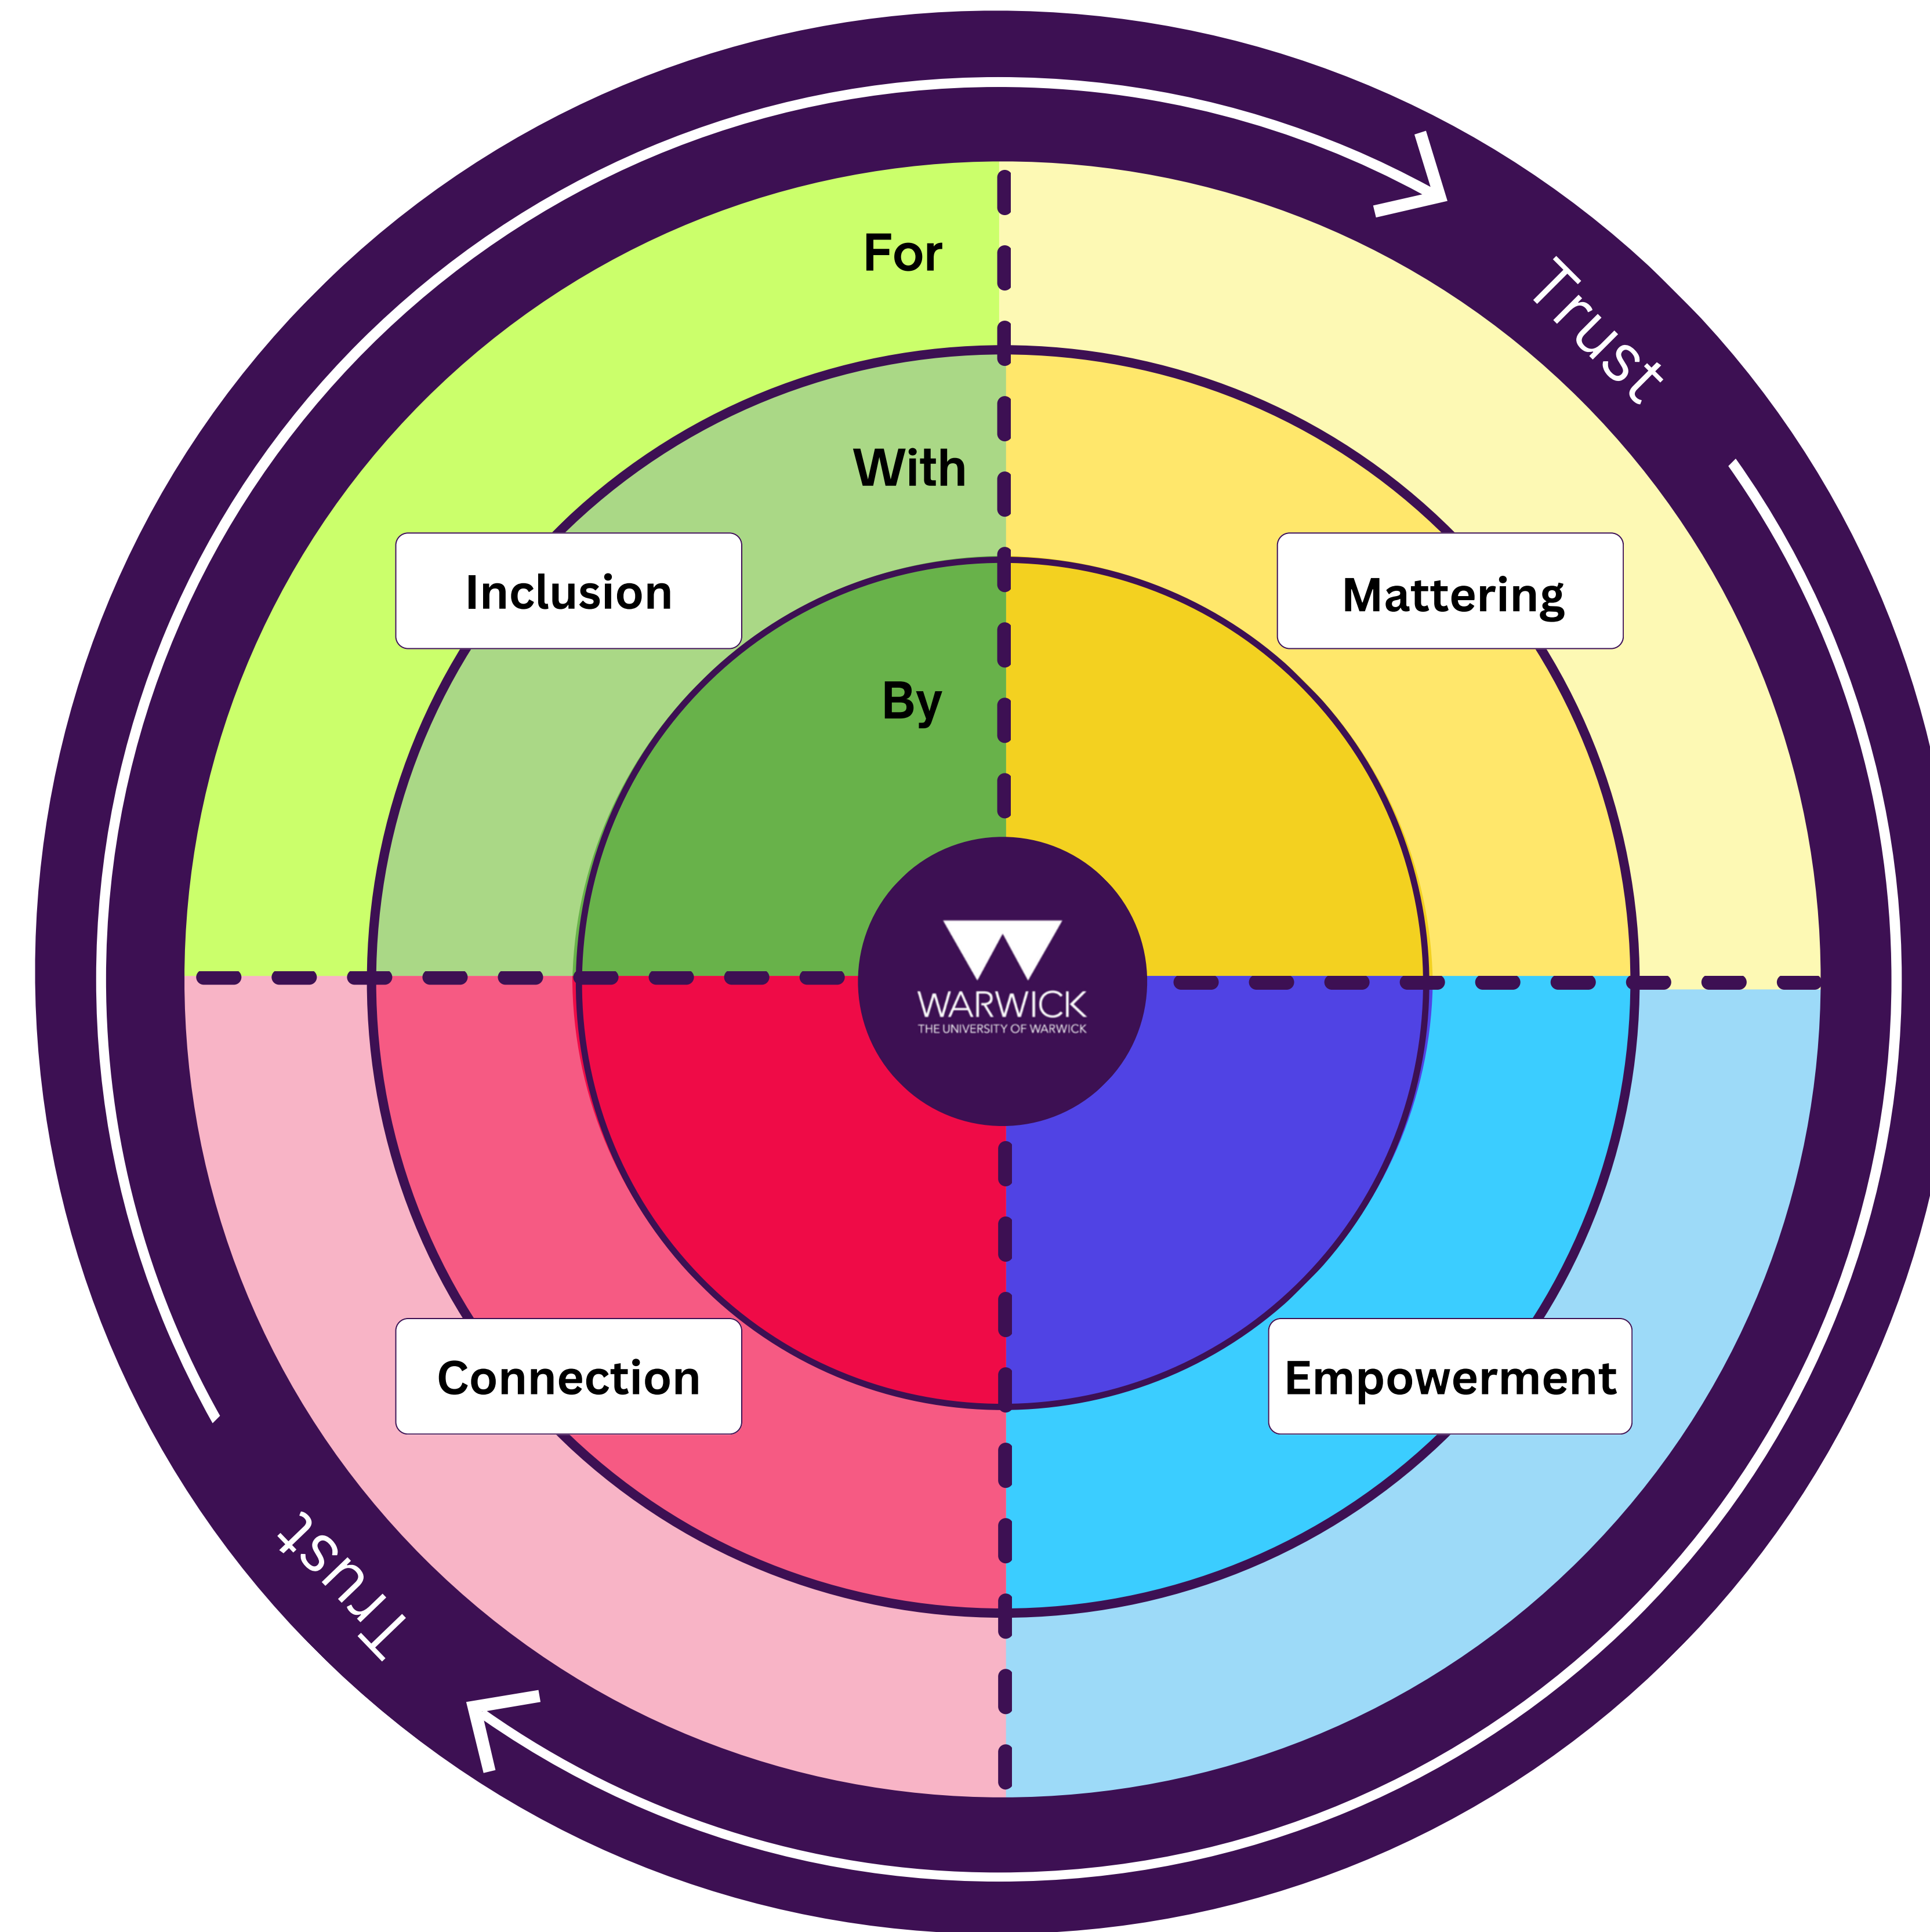 For
Trust
With
Inclusion
Mattering
By
WARWICK
THE UNIVERSITY OF WARWICK
Connection
Empowerment
Trust